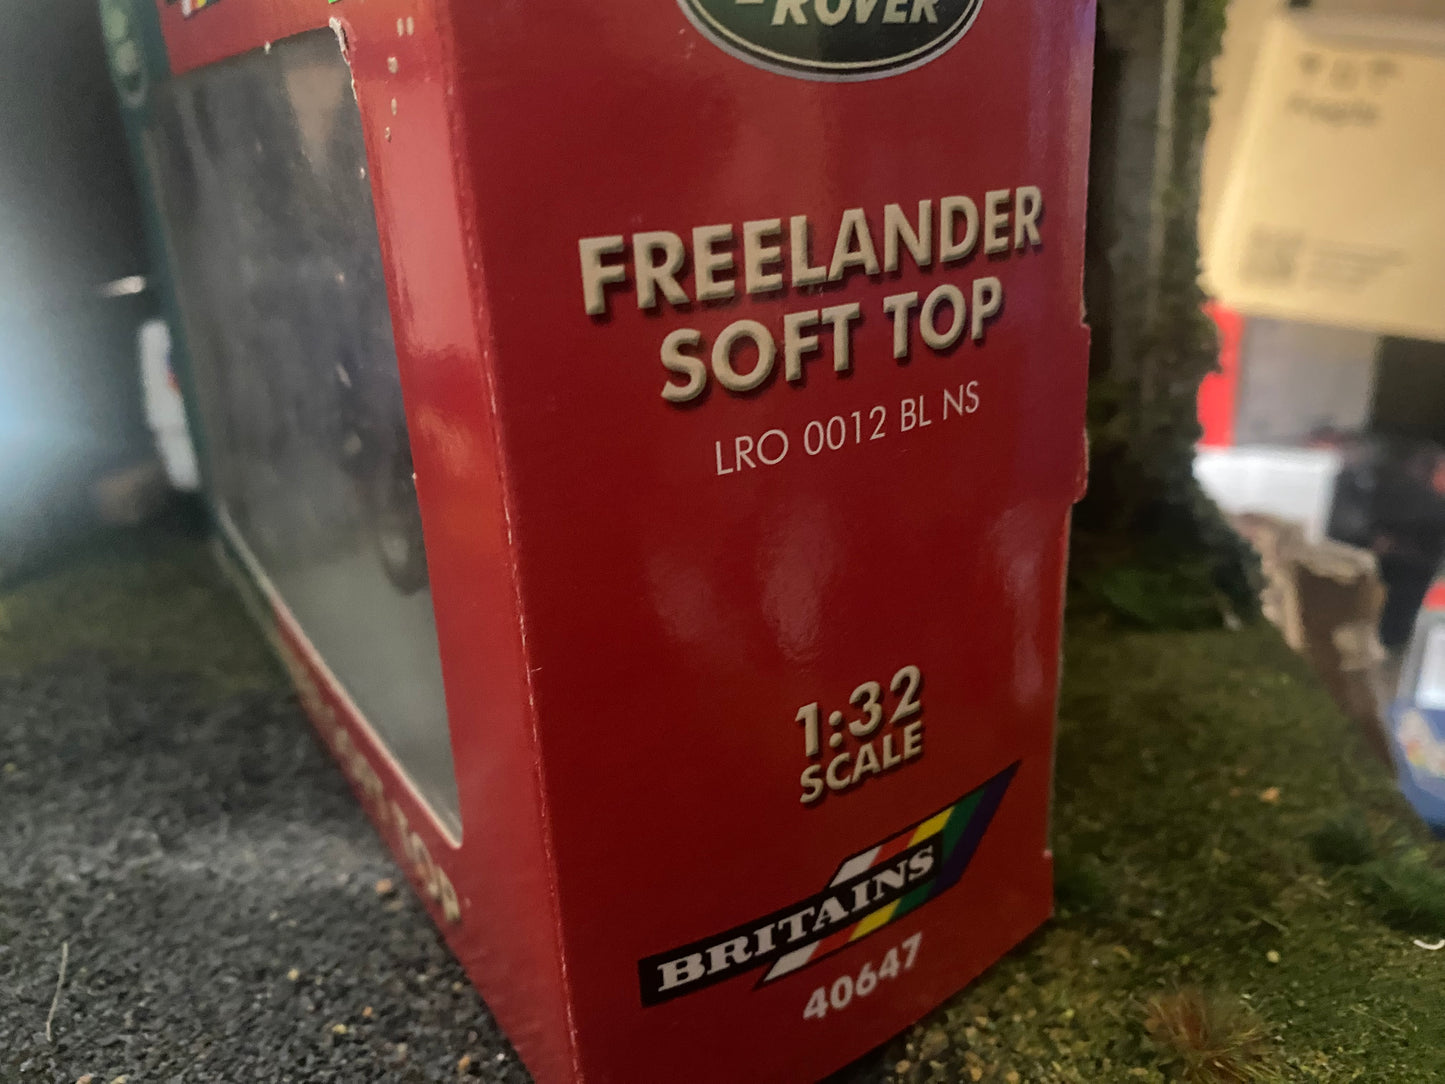 ROVER
FREELANDER
SOFT TOP
LRO 0012 BL NS
1:32
SCALE
BRITAINS
40647